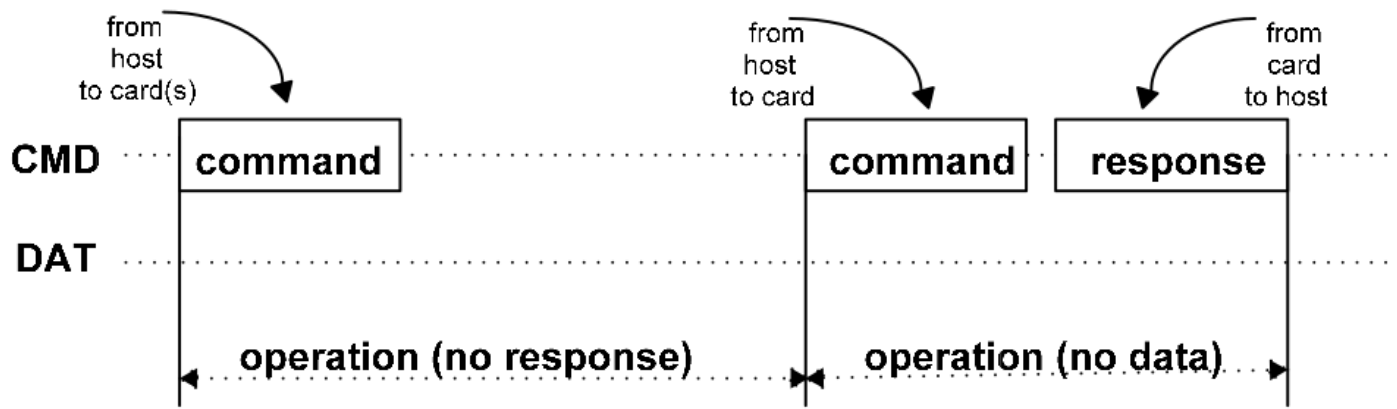 from
host
to card(s)
from
host
to card
from
card
to host
CMD
command
command
response
DAT
operation (no response)
operation (no data)